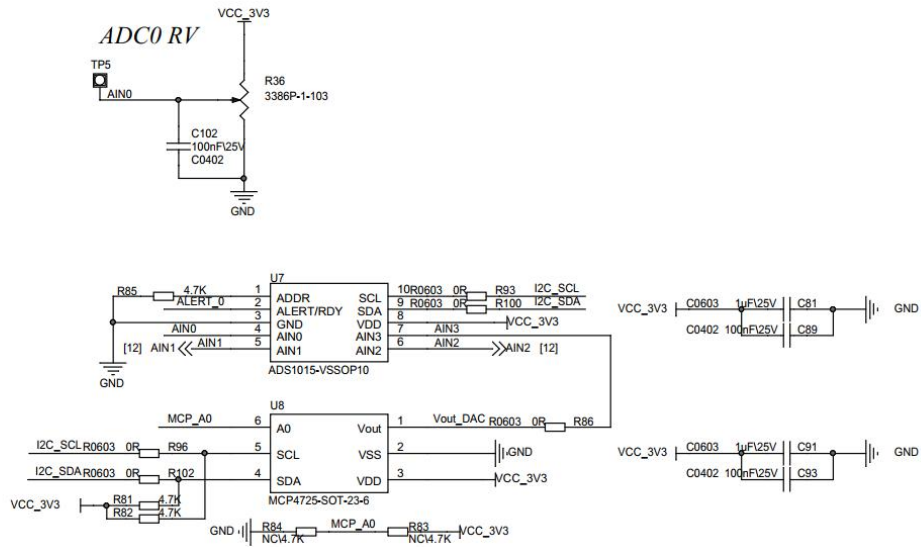 VCC_3V3
ADC0 RV
TP5
AIN0
R36
3386P-1-103
C102
100nF\25V
C0402
GND
U7
R85 4.7K 1 ADDR SCL 10 R0603 0R R93 I2C_SCL
ALERT_0 2 ALERT/RDY SDA 9 R0603 0R R100 I2C_SDA
3 GND VDD 8 VCC_3V3
AIN0 4 AIN0 AIN3 7 AIN3
[12] AIN1 AIN1 5 AIN1 AIN2 6 AIN2 AIN2 [12]
ADS1015-VSSOP10
GND
VCC_3V3 C0603 1uF\25V C81 GND
C0402 100nF\25V C89
U8
MCP_A0 6 A0 Vout 1 Vout_DAC R0603 0R R86
I2C_SCL R0603 0R R96 5 SCL VSS 2 GND
I2C_SDA R0603 0R R102 4 SDA VDD 3 VCC_3V3
MCP4725-SOT-23-6
VCC_3V3 R81 4.7K
R82 4.7K
VCC_3V3 C0603 1uF\25V C91 GND
C0402 100nF\25V C93
GND R84 MCP_A0 R83 VCC_3V3
NC\4.7K NC\4.7K